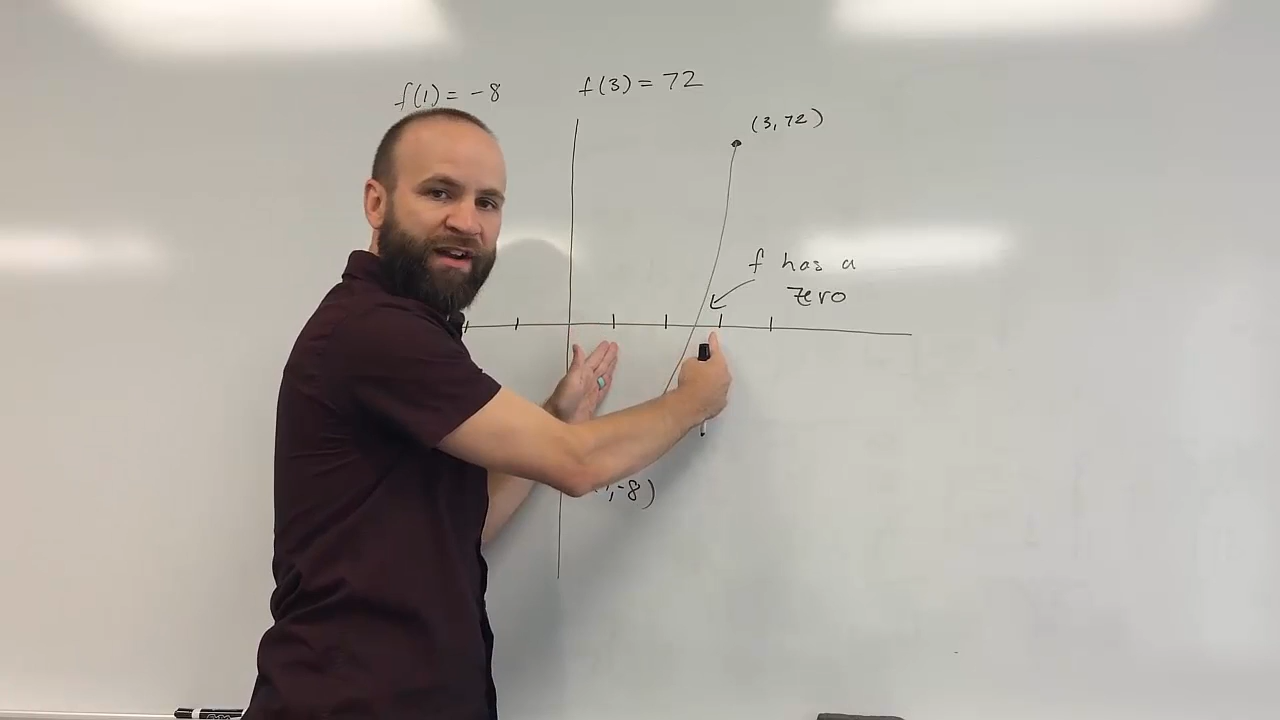 f(1) = -8
f(3) = 72
(3, 72)
f has a
zero
, -8)